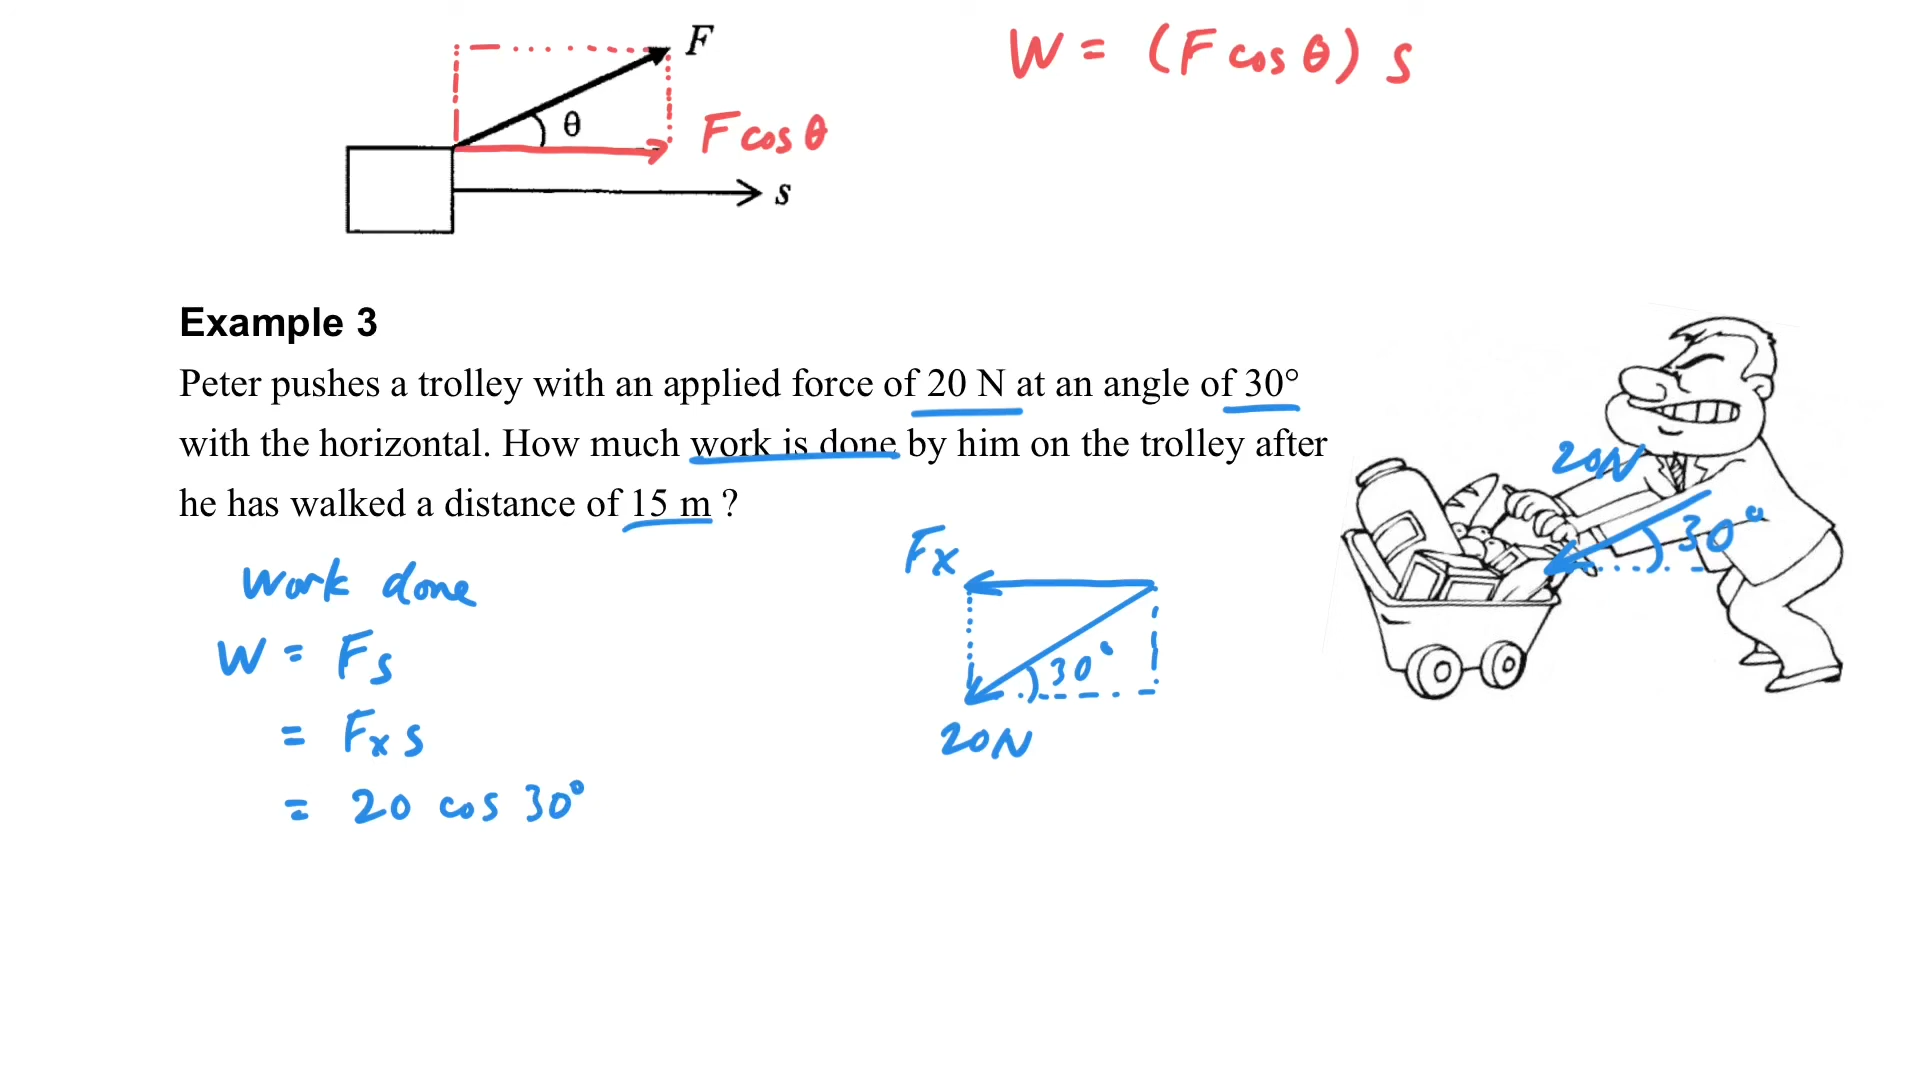 F
W = (F cos θ) s
θ
F cos θ
s
Example 3
Peter pushes a trolley with an applied force of 20 N at an angle of 30°
with the horizontal. How much work is done by him on the trolley after
he has walked a distance of 15 m ?
20N
30°
Work done
Fx
W = Fs
30°
= Fx s
20N
= 20 cos 30°